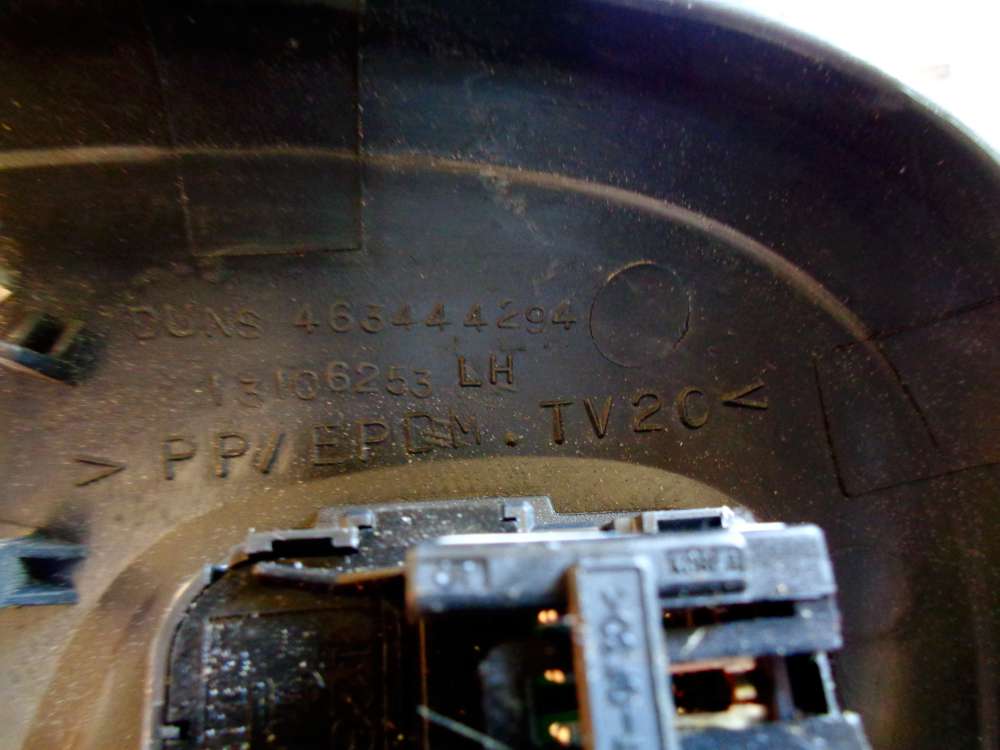 DUNS 463444294
13106253 LH
> PP/EPDM. TV20 <